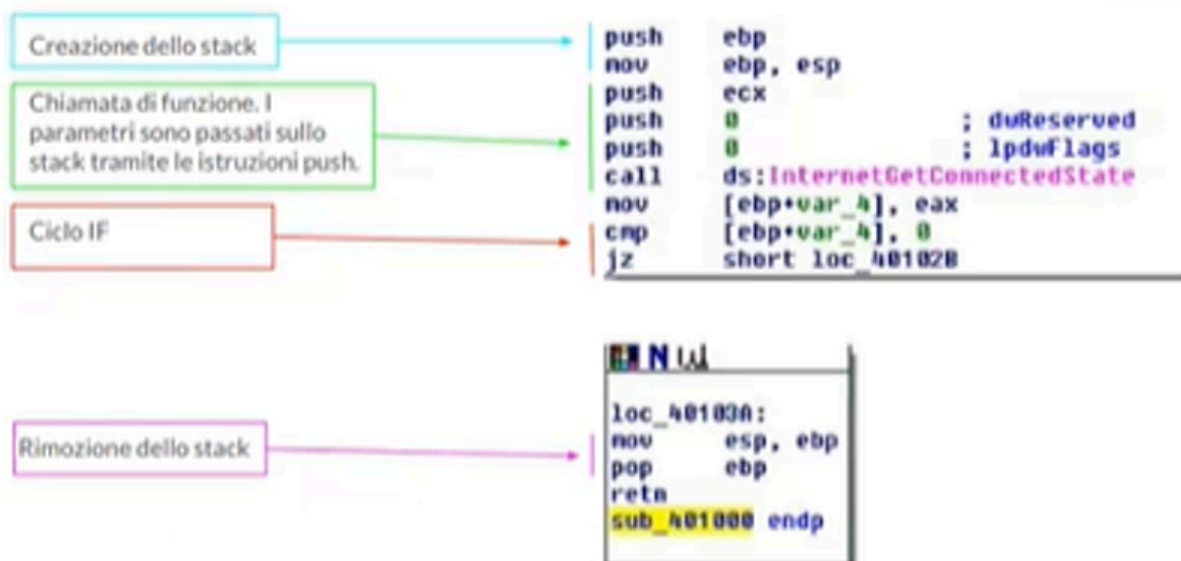 Creazione dello stack
Chiamata di funzione. I
parametri sono passati sullo
stack tramite le istruzioni push.
Ciclo IF
Rimozione dello stack
push ebp
mov ebp, esp
push ecx
push 0 ; dwReserved
push 0 ; lpdwFlags
call ds:InternetGetConnectedState
mov [ebp+var_4], eax
cmp [ebp+var_4], 0
jz short loc_40102B
loc_40103A:
mov esp, ebp
pop ebp
retn
sub_401000 endp